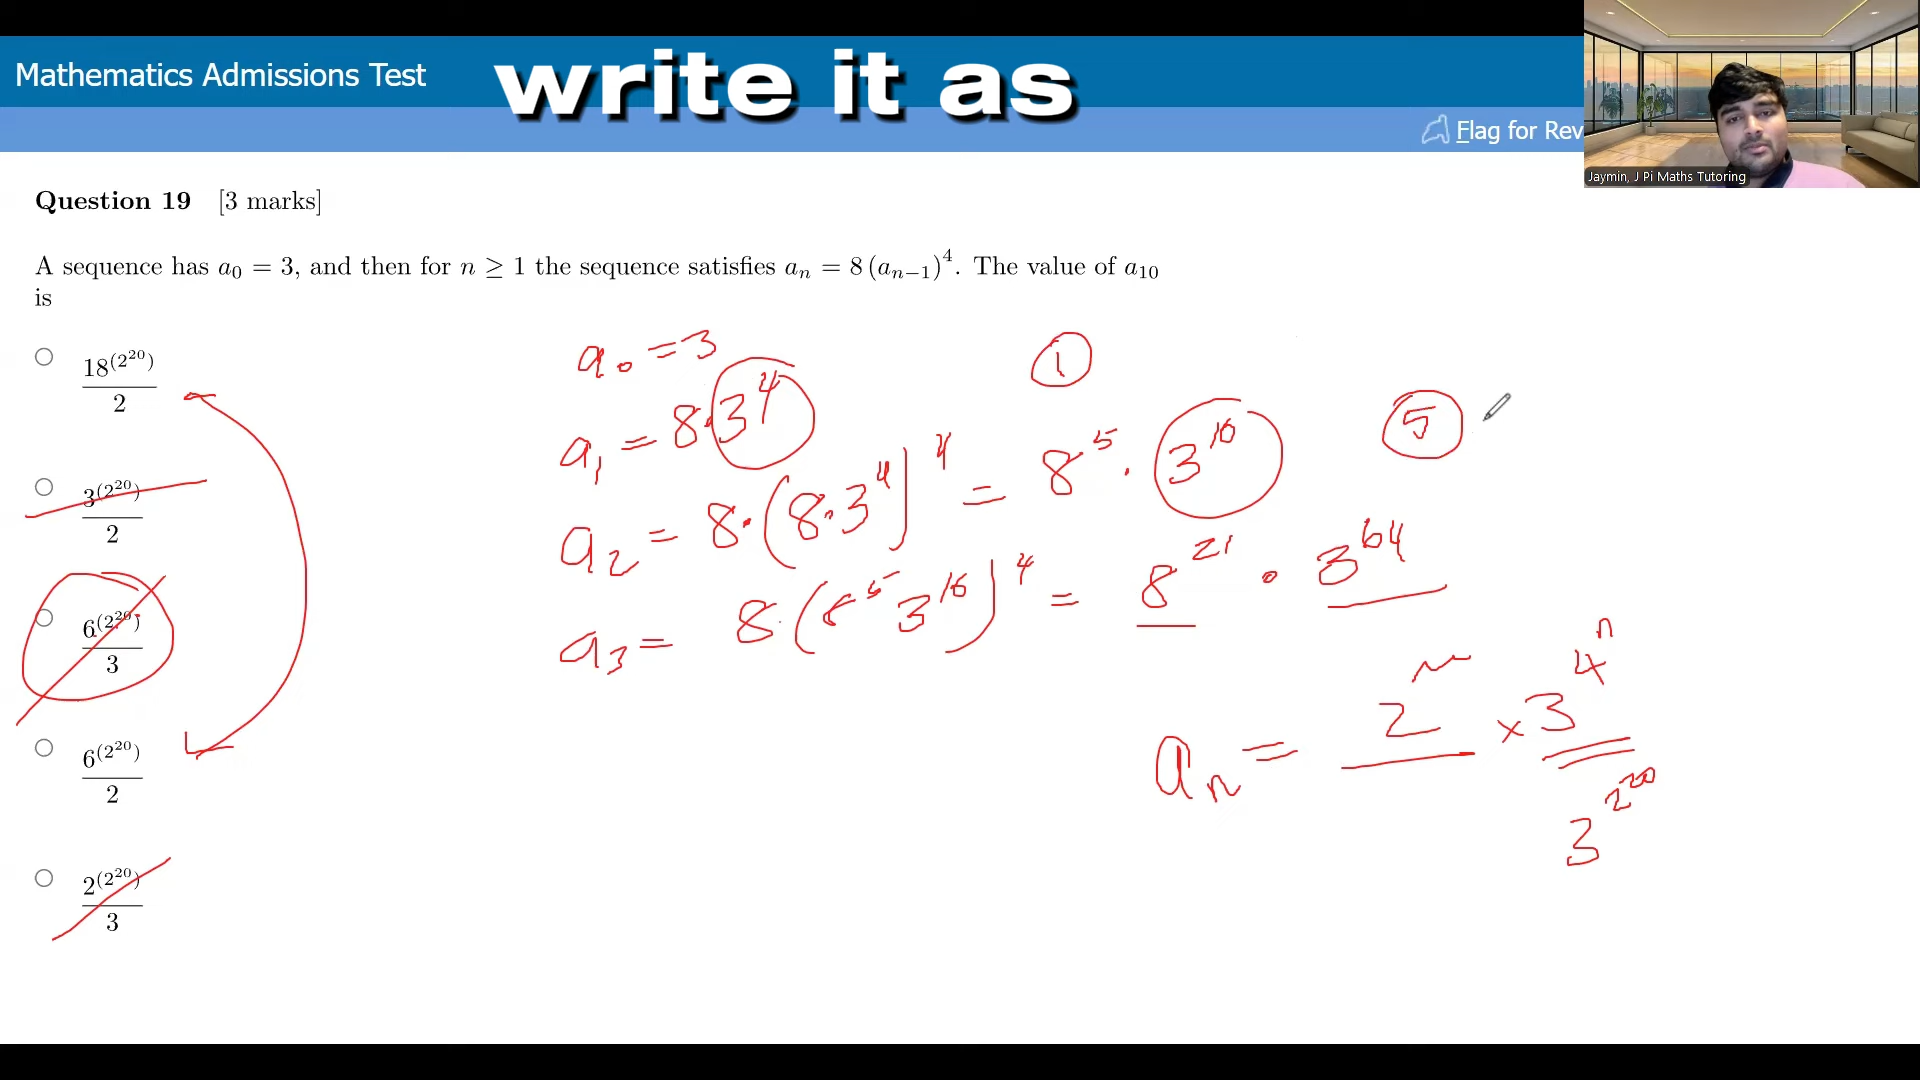 Mathematics Admissions Test
write it as
Flag for Rev
Jaymin, J Pi Maths Tutoring
Question 19 [3 marks]
A sequence has a₀ = 3, and then for n ≥ 1 the sequence satisfies aₙ = 8 (aₙ₋₁)⁴. The value of a₁₀
is
18^(2^20) / 2
3^(2^20) / 2
6^(2^20) / 3
6^(2^20) / 2
2^(2^20) / 3
a₀ = 3
1
a₁ = 8·3⁴
a₂ = 8·(8·3⁴)⁴ = 8⁵·3¹⁶
5
a₃ = 8·(8⁵3¹⁶)⁴ = 8²¹·3⁶⁴
aₙ = 2 × 3^4^n
3^2^20